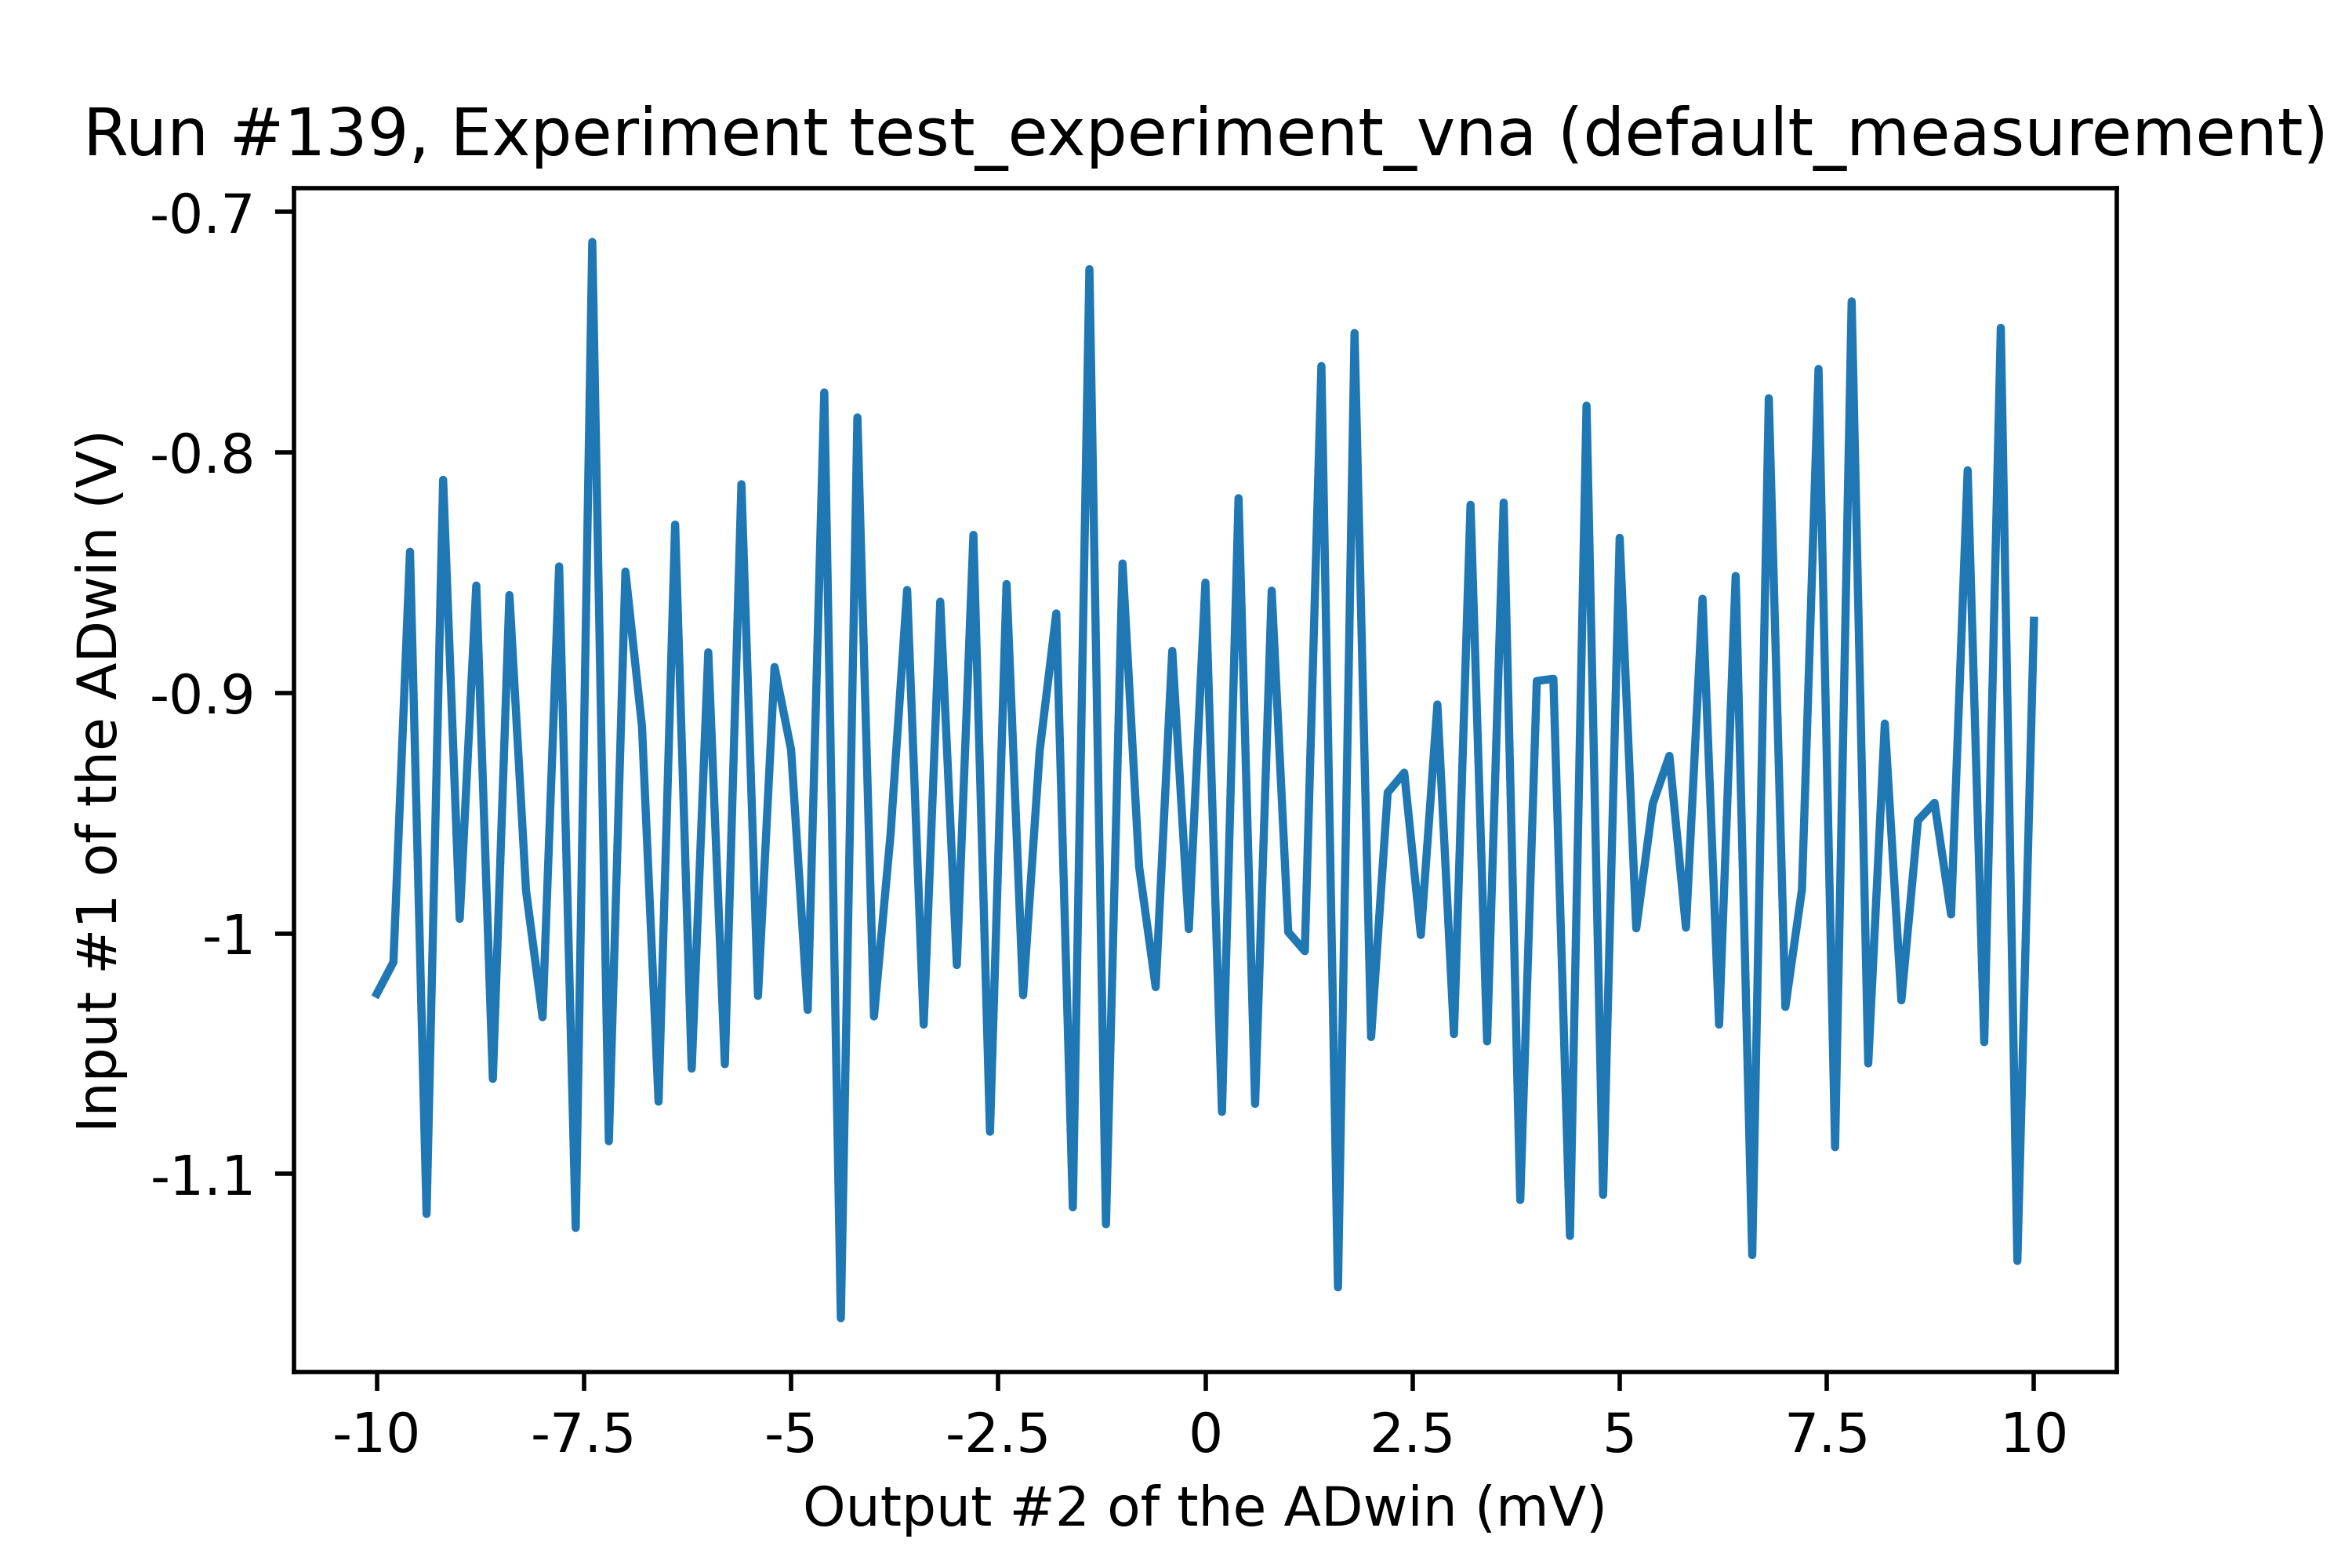 Run #139, Experiment test_experiment_vna (default_measurement)
Input #1 of the ADwin (V)
-0.7
-0.8
-0.9
-1
-1.1
-10 -7.5 -5 -2.5 0 2.5 5 7.5 10
Output #2 of the ADwin (mV)